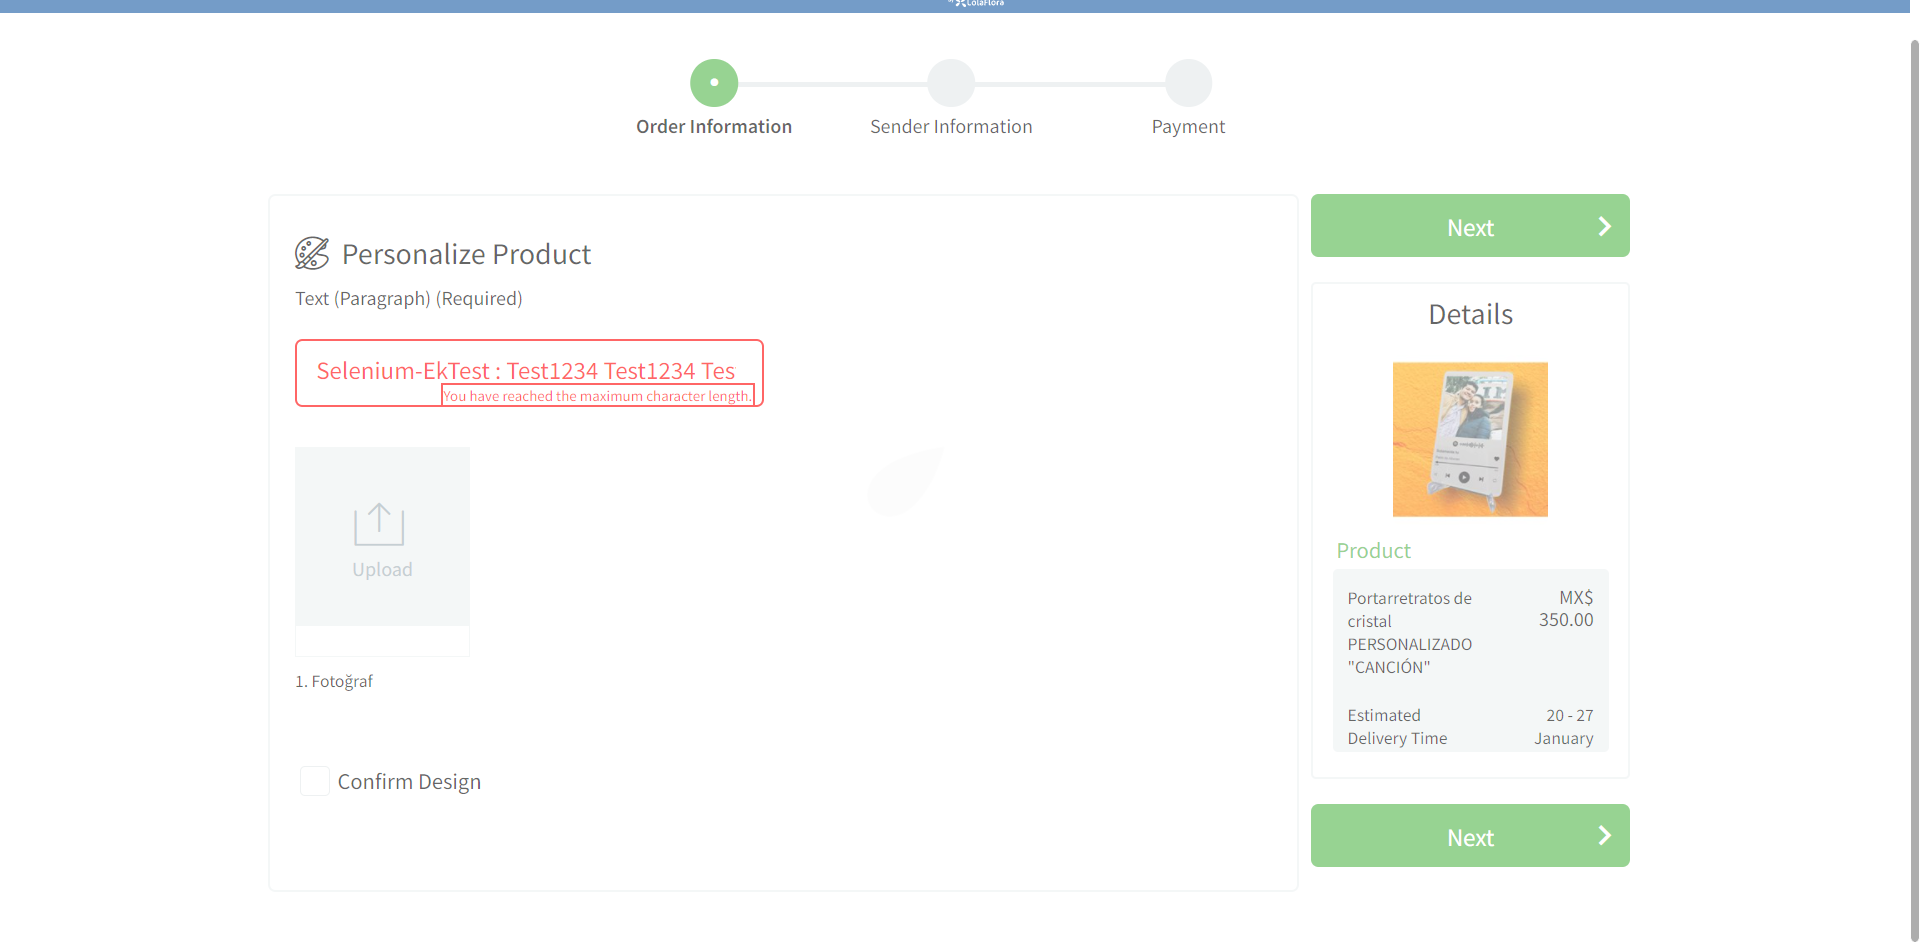 LolaFlora
Order Information
Sender Information
Payment
Personalize Product
Text (Paragraph) (Required)
Selenium-EkTest : Test1234 Test1234 Tes
You have reached the maximum character length.
Upload
1. Fotoğraf
Confirm Design
Next
Details
Product
Portarretratos de
cristal
PERSONALIZADO
"CANCIÓN"
MX$
350.00
Estimated
Delivery Time
20 - 27
January
Next